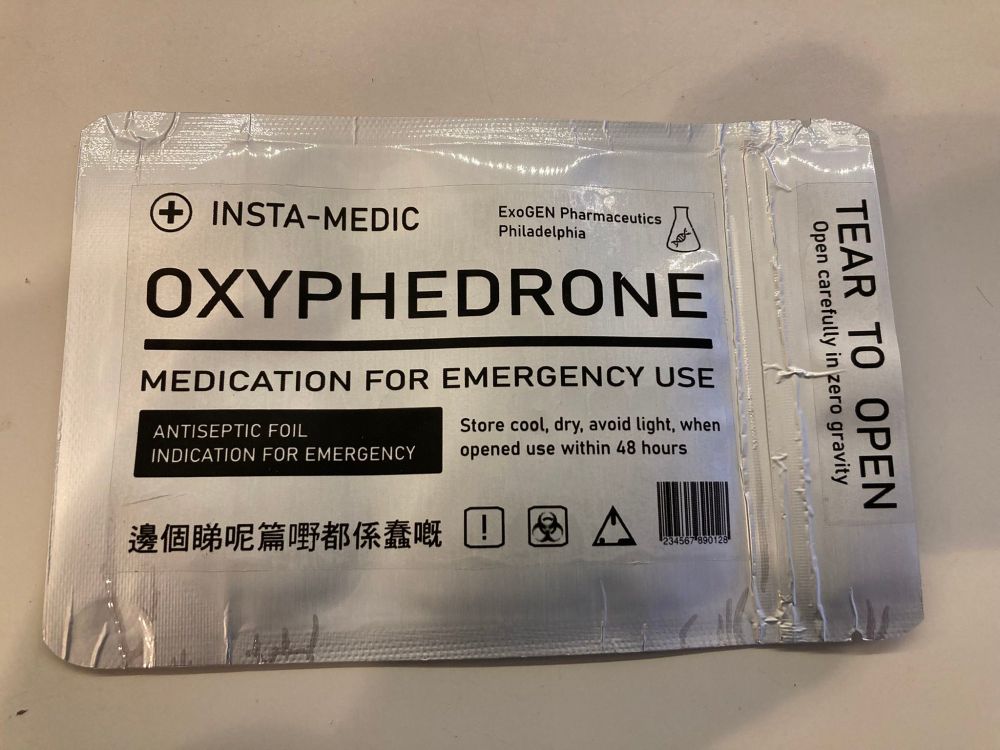 INSTA-MEDIC
ExoGEN Pharmaceutics
Philadelphia
OXYPHEDRONE
MEDICATION FOR EMERGENCY USE
ANTISEPTIC FOIL
INDICATION FOR EMERGENCY
Store cool, dry, avoid light, when
opened use within 48 hours
邊個睇呢篇嘢都係蠢嘅
!
234567 890128
TEAR TO OPEN
Open carefully in zero gravity